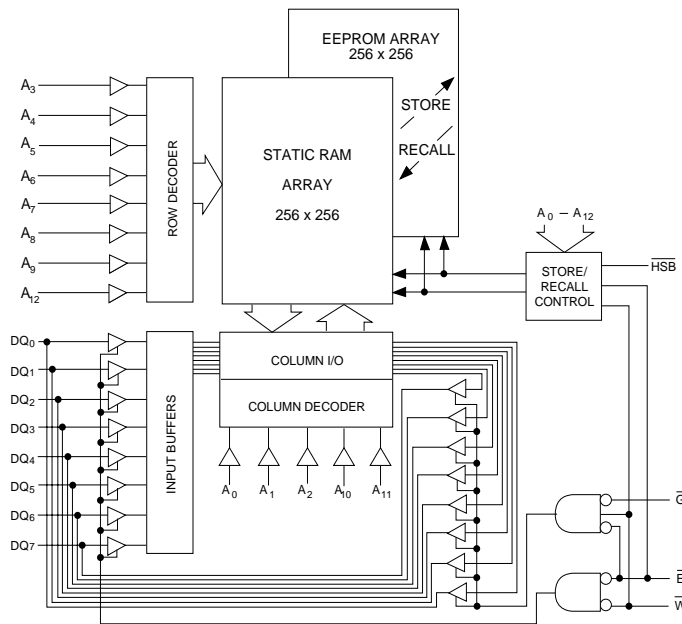 EEPROM ARRAY
256 x 256
STORE
RECALL
A3
A4
A5
A6
A7
A8
A9
A12
ROW DECODER
STATIC RAM
ARRAY
256 x 256
A0 – A12
STORE/
RECALL
CONTROL
HSB
DQ0
DQ1
DQ2
DQ3
DQ4
DQ5
DQ6
DQ7
INPUT BUFFERS
COLUMN I/O
COLUMN DECODER
A0
A1
A2
A10
A11
G
E
W